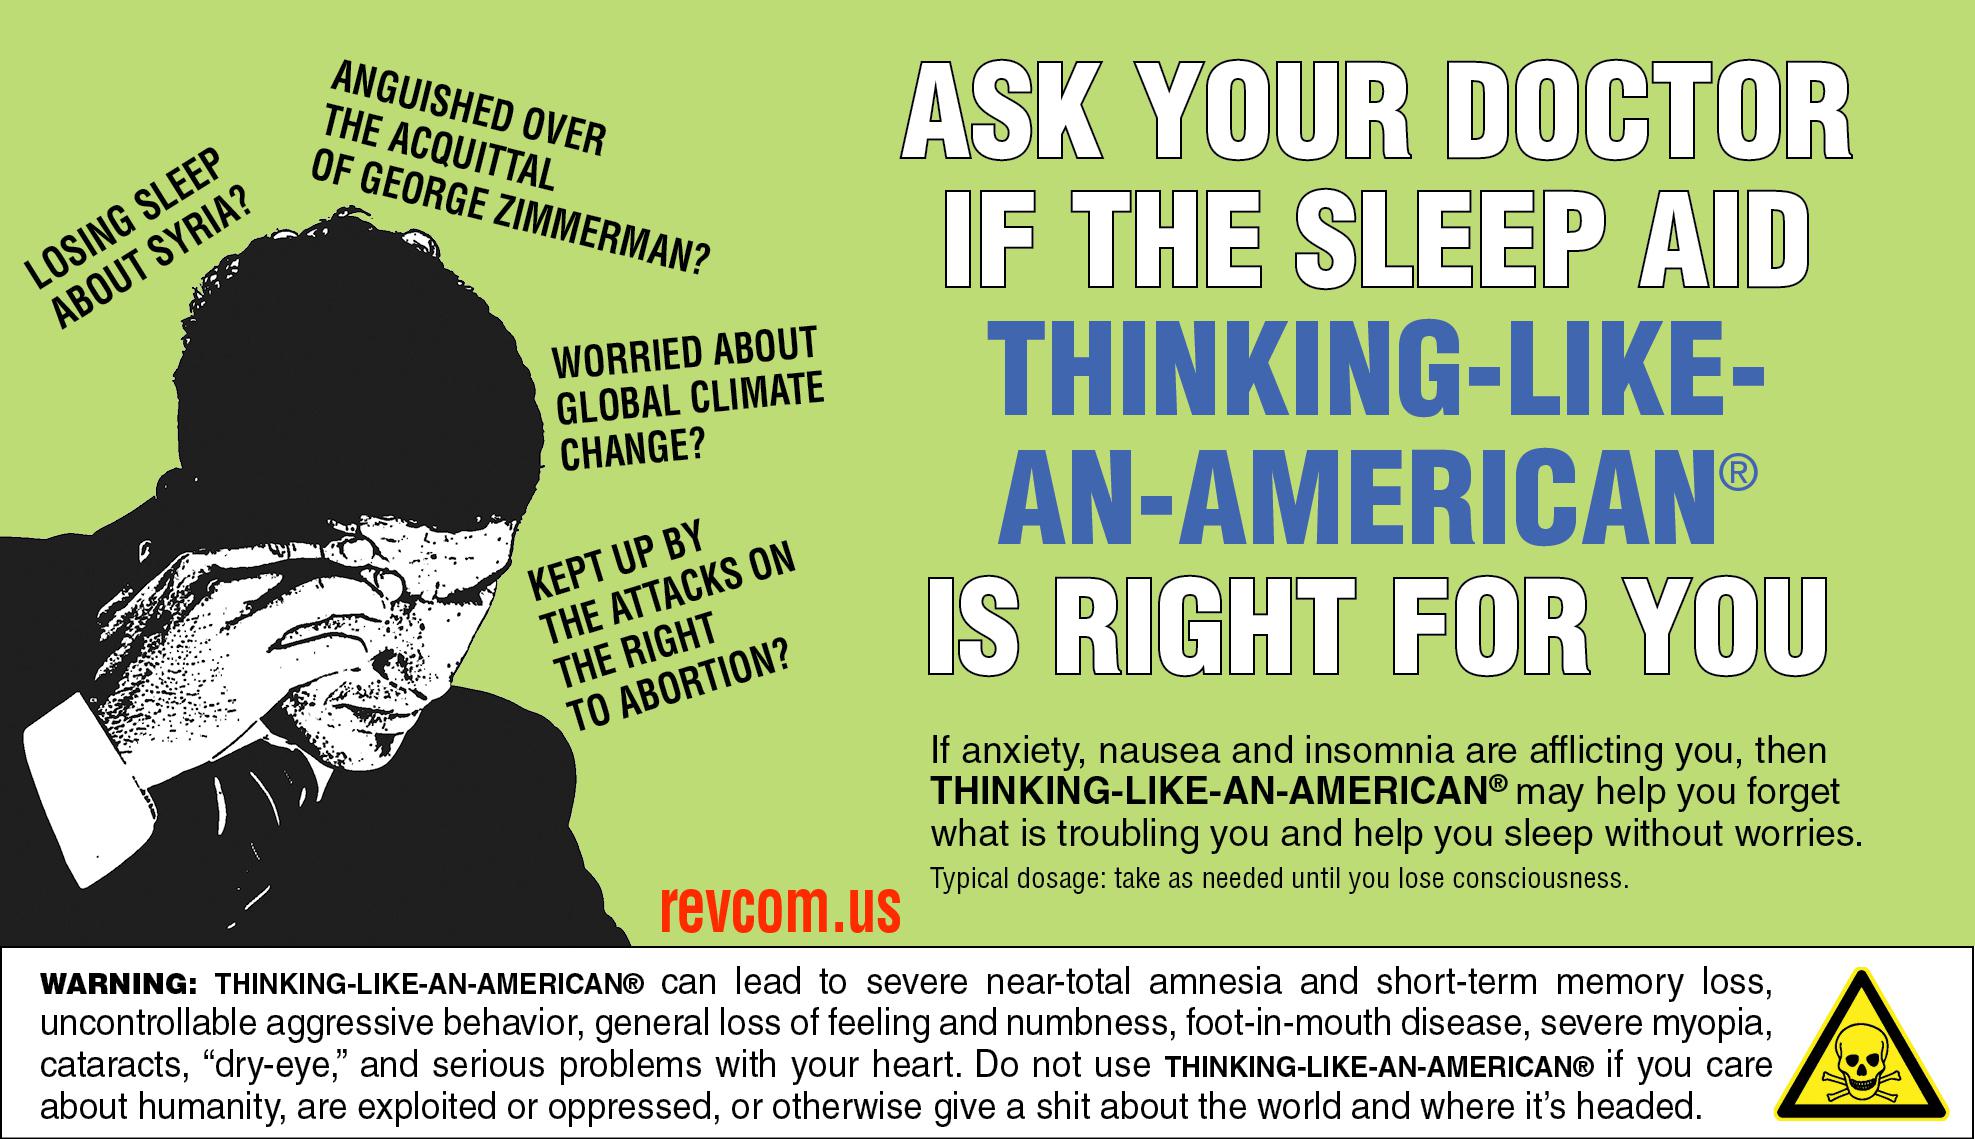 LOSING SLEEP
ABOUT SYRIA?
ANGUISHED OVER
THE ACQUITTAL
OF GEORGE ZIMMERMAN?
WORRIED ABOUT
GLOBAL CLIMATE
CHANGE?
KEPT UP BY
THE ATTACKS ON
THE RIGHT
TO ABORTION?
ASK YOUR DOCTOR
IF THE SLEEP AID
THINKING-LIKE-
AN-AMERICAN®
IS RIGHT FOR YOU
If anxiety, nausea and insomnia are afflicting you, then
THINKING-LIKE-AN-AMERICAN® may help you forget
what is troubling you and help you sleep without worries.
Typical dosage: take as needed until you lose consciousness.
revcom.us
WARNING: THINKING-LIKE-AN-AMERICAN® can lead to severe near-total amnesia and short-term memory loss,
uncontrollable aggressive behavior, general loss of feeling and numbness, foot-in-mouth disease, severe myopia,
cataracts, “dry-eye,” and serious problems with your heart. Do not use THINKING-LIKE-AN-AMERICAN® if you care
about humanity, are exploited or oppressed, or otherwise give a shit about the world and where it’s headed.